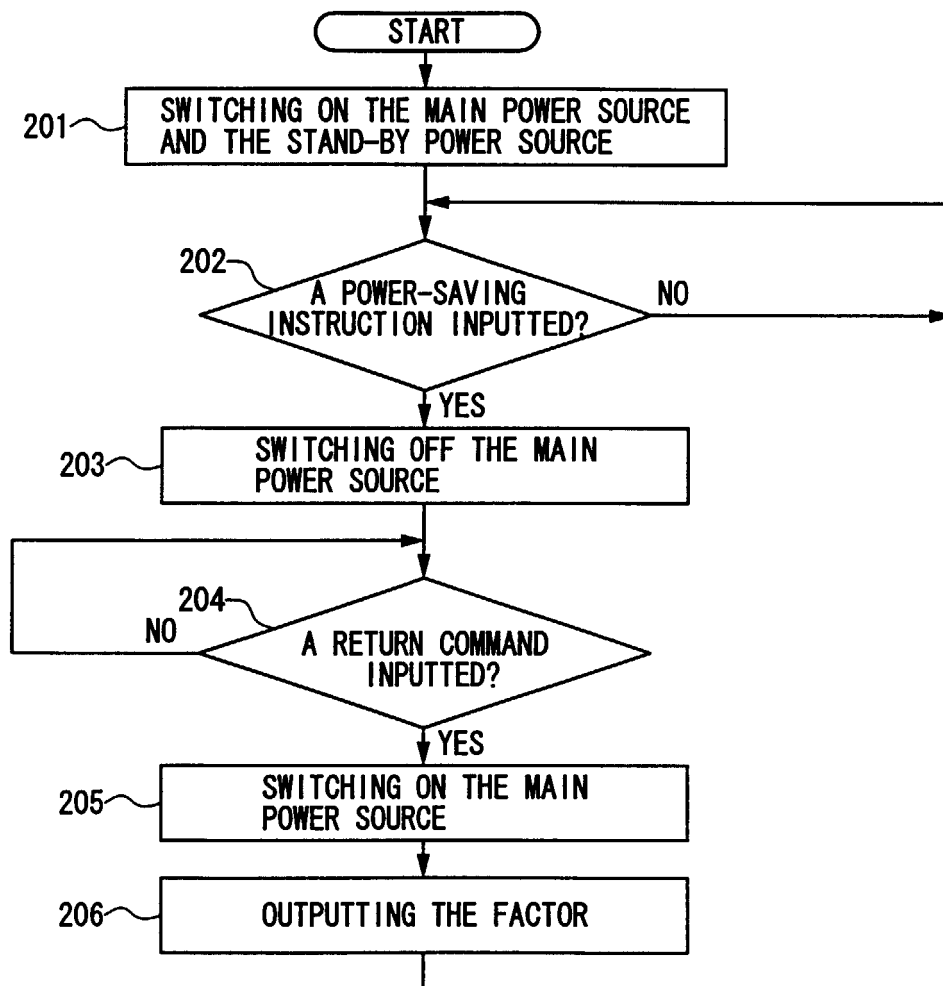 START
201
SWITCHING ON THE MAIN POWER SOURCE
AND THE STAND-BY POWER SOURCE
202
A POWER-SAVING
INSTRUCTION INPUTTED?
NO
YES
203
SWITCHING OFF THE MAIN
POWER SOURCE
204
NO
A RETURN COMMAND
INPUTTED?
YES
205
SWITCHING ON THE MAIN
POWER SOURCE
206
OUTPUTTING THE FACTOR